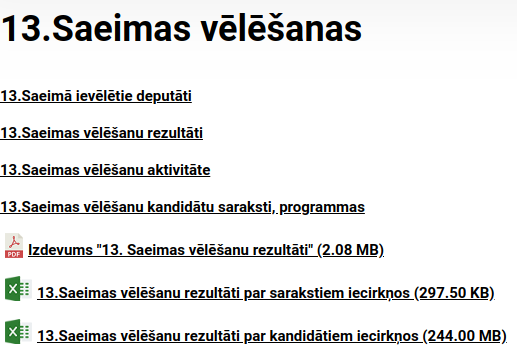 13.Saeimas vēlēšanas
13.Saeimā ievēlētie deputāti
13.Saeimas vēlēšanu rezultāti
13.Saeimas vēlēšanu aktivitāte
13.Saeimas vēlēšanu kandidātu saraksti, programmas
PDF Izdevums "13. Saeimas vēlēšanu rezultāti" (2.08 MB)
X 13.Saeimas vēlēšanu rezultāti par sarakstiem iecirkņos (297.50 KB)
X 13.Saeimas vēlēšanu rezultāti par kandidātiem iecirkņos (244.00 MB)